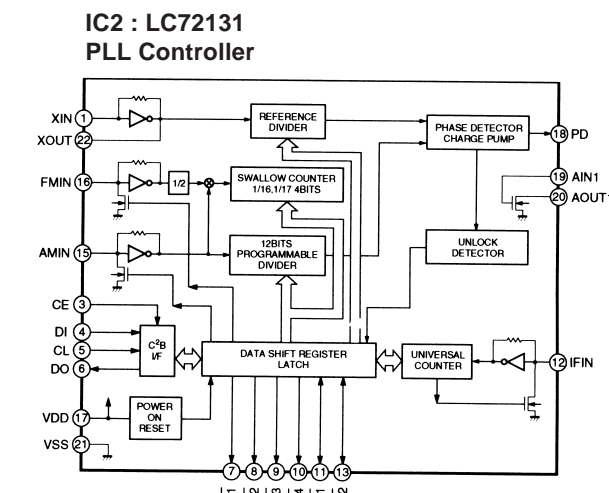 IC2 : LC72131
PLL Controller
XIN 1
XOUT 22
REFERENCE
DIVIDER
PHASE DETECTOR
CHARGE PUMP
18 PD
FMIN 16
1/2
SWALLOW COUNTER
1/16,1/17 4BITS
19 AIN1
20 AOUT1
AMIN 15
12BITS
PROGRAMMABLE
DIVIDER
UNLOCK
DETECTOR
CE 3
DI 4
CL 5
DO 6
C²B
I/F
DATA SHIFT REGISTER
LATCH
UNIVERSAL
COUNTER
12 IFIN
VDD 17
POWER
ON
RESET
VSS 21
7 8 9 10 11 13